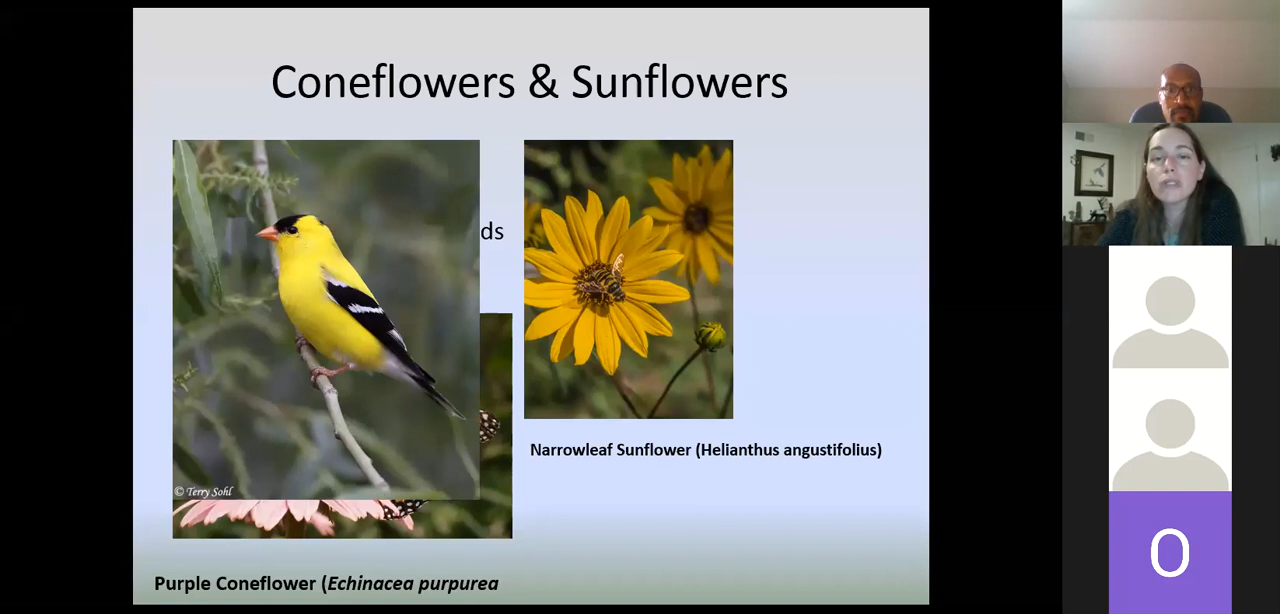 Coneflowers & Sunflowers
ds
© Terry Sohl
Narrowleaf Sunflower (Helianthus angustifolius)
Purple Coneflower (Echinacea purpurea
O